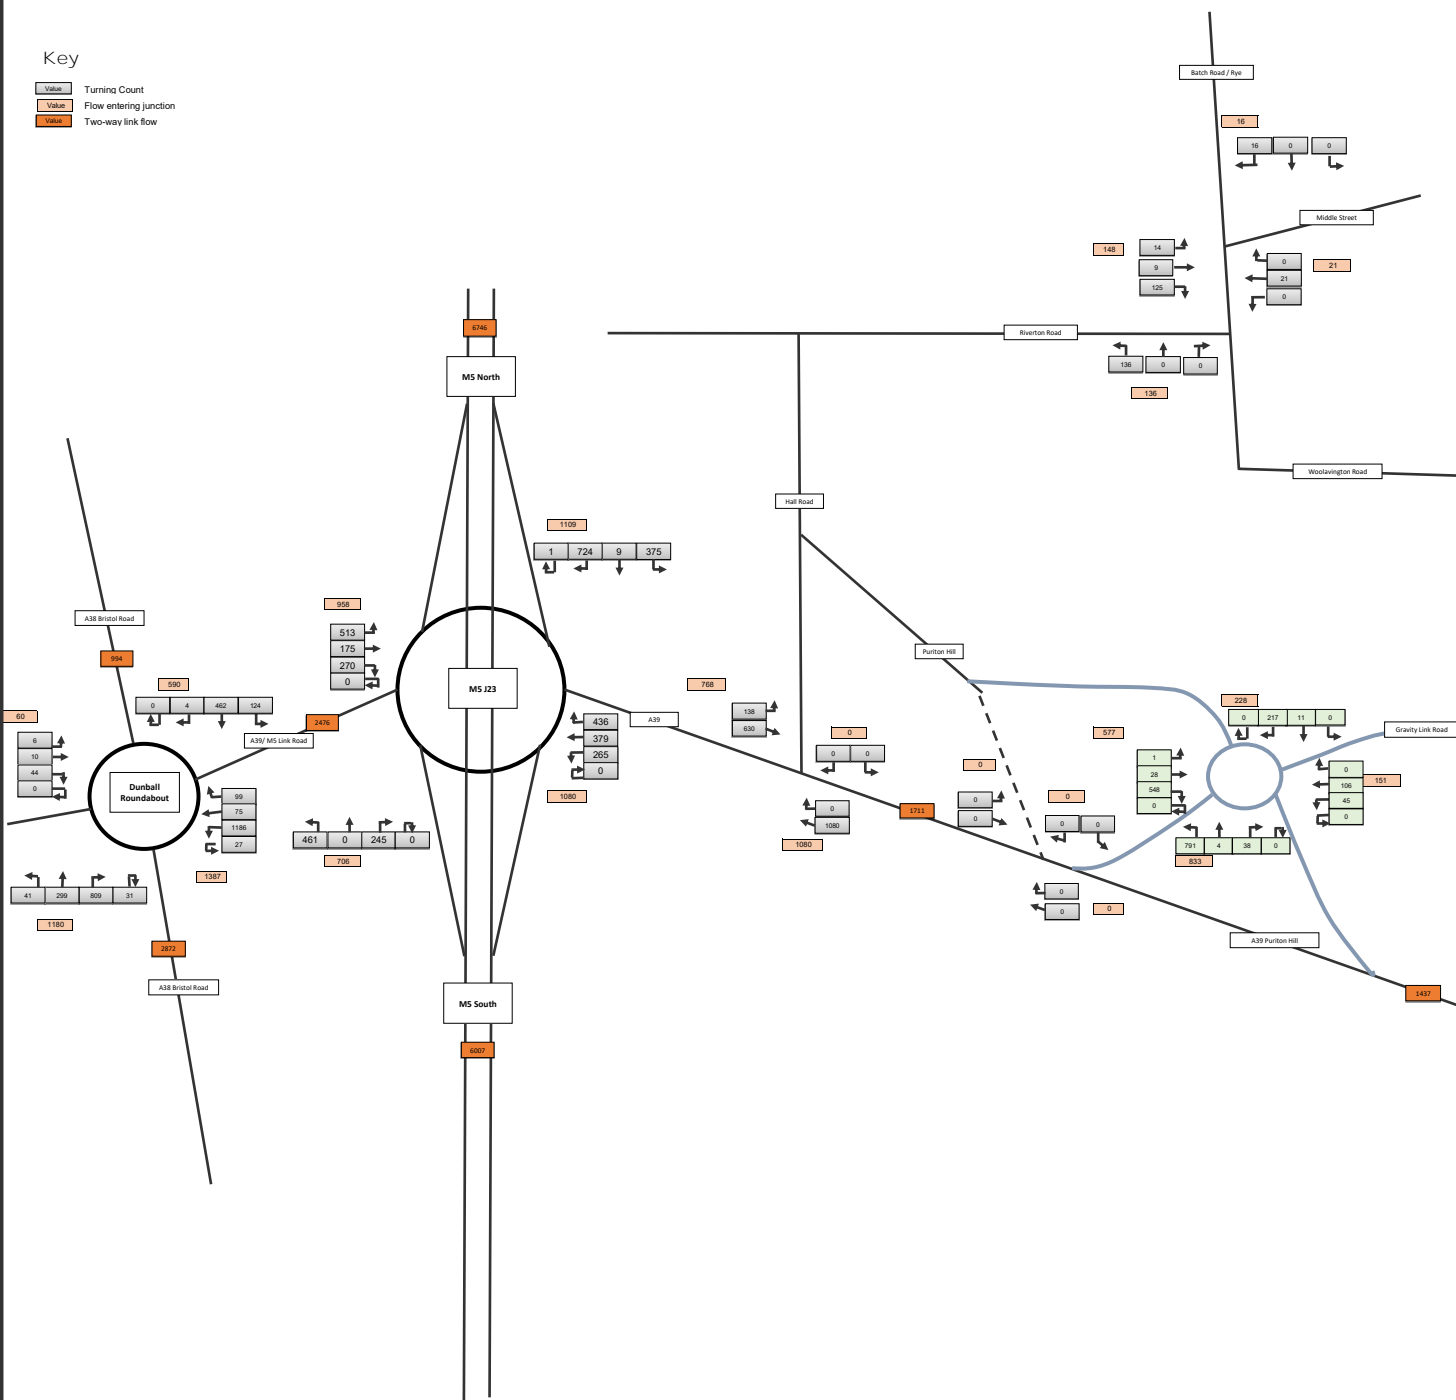 Key
Value Turning Count
Value Flow entering junction
Value Two-way link flow
Batch Road / Rye
16
16 0 0
Middle Street
148
14
9
125
0
21
0
21
Riverton Road
136 0 0
136
Woolavington Road
6746
M5 North
Hall Road
1109
1 724 9 375
958
513
175
270
0
M5 J23
436
379
265
0
1080
461 0 245 0
706
A38 Bristol Road
994
590
0 4 462 124
60
6
10
44
0
2476
A39/ M5 Link Road
Dunball
Roundabout
99
75
1186
27
1387
41 299 809 31
1180
2872
A38 Bristol Road
M5 South
6007
A39
768
138
630
0
0 0
0
1080
1080
1711
Puriton Hill
0
0
0
0
0 0
0
0
0
577
1
28
548
0
228
0 217 11 0
Gravity Link Road
0
106
45
0
151
791 4 38 0
833
A39 Puriton Hill
1437